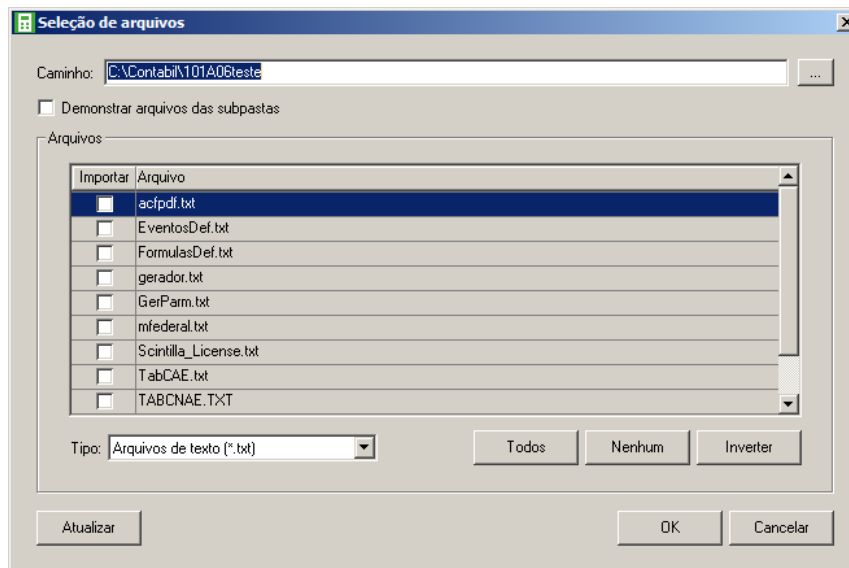 Seleção de arquivos
Caminho: C:\Contabil\101A06teste ...
Demonstrar arquivos das subpastas
Arquivos
Importar Arquivo
acfpdf.txt
EventosDef.txt
FormulasDef.txt
gerador.txt
GerParm.txt
mfederal.txt
Scintilla_License.txt
TabCAE.txt
TABCNAE.TXT
Tipo: Arquivos de texto (*.txt) Todos Nenhum Inverter
Atualizar OK Cancelar